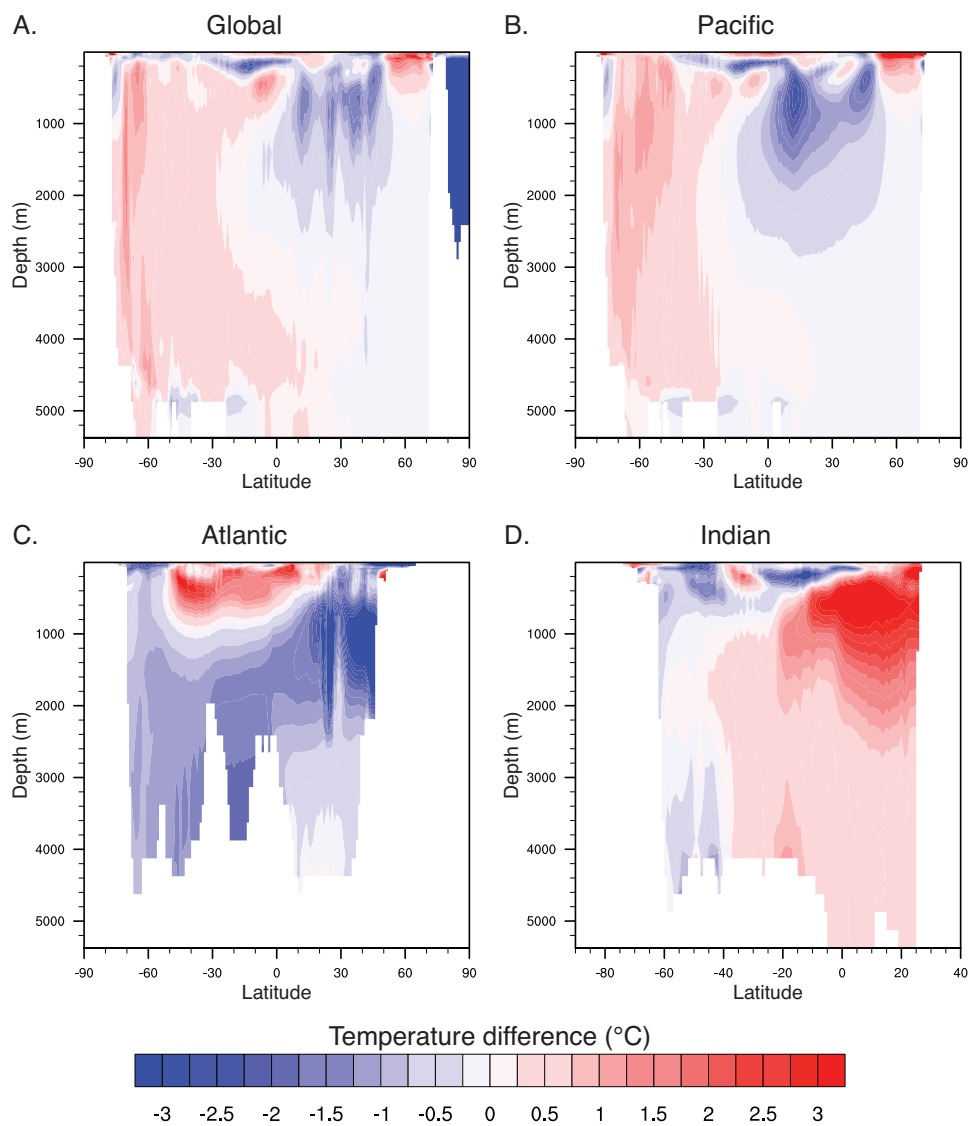 A. Global
B. Pacific
Depth (m)
1000
2000
3000
4000
5000
-90 -60 -30 0 30 60 90
Latitude
Depth (m)
1000
2000
3000
4000
5000
-90 -60 -30 0 30 60 90
Latitude
C. Atlantic
D. Indian
Depth (m)
1000
2000
3000
4000
5000
-90 -60 -30 0 30 60 90
Latitude
Depth (m)
1000
2000
3000
4000
5000
-80 -60 -40 -20 0 20 40
Latitude
Temperature difference (°C)
-3 -2.5 -2 -1.5 -1 -0.5 0 0.5 1 1.5 2 2.5 3